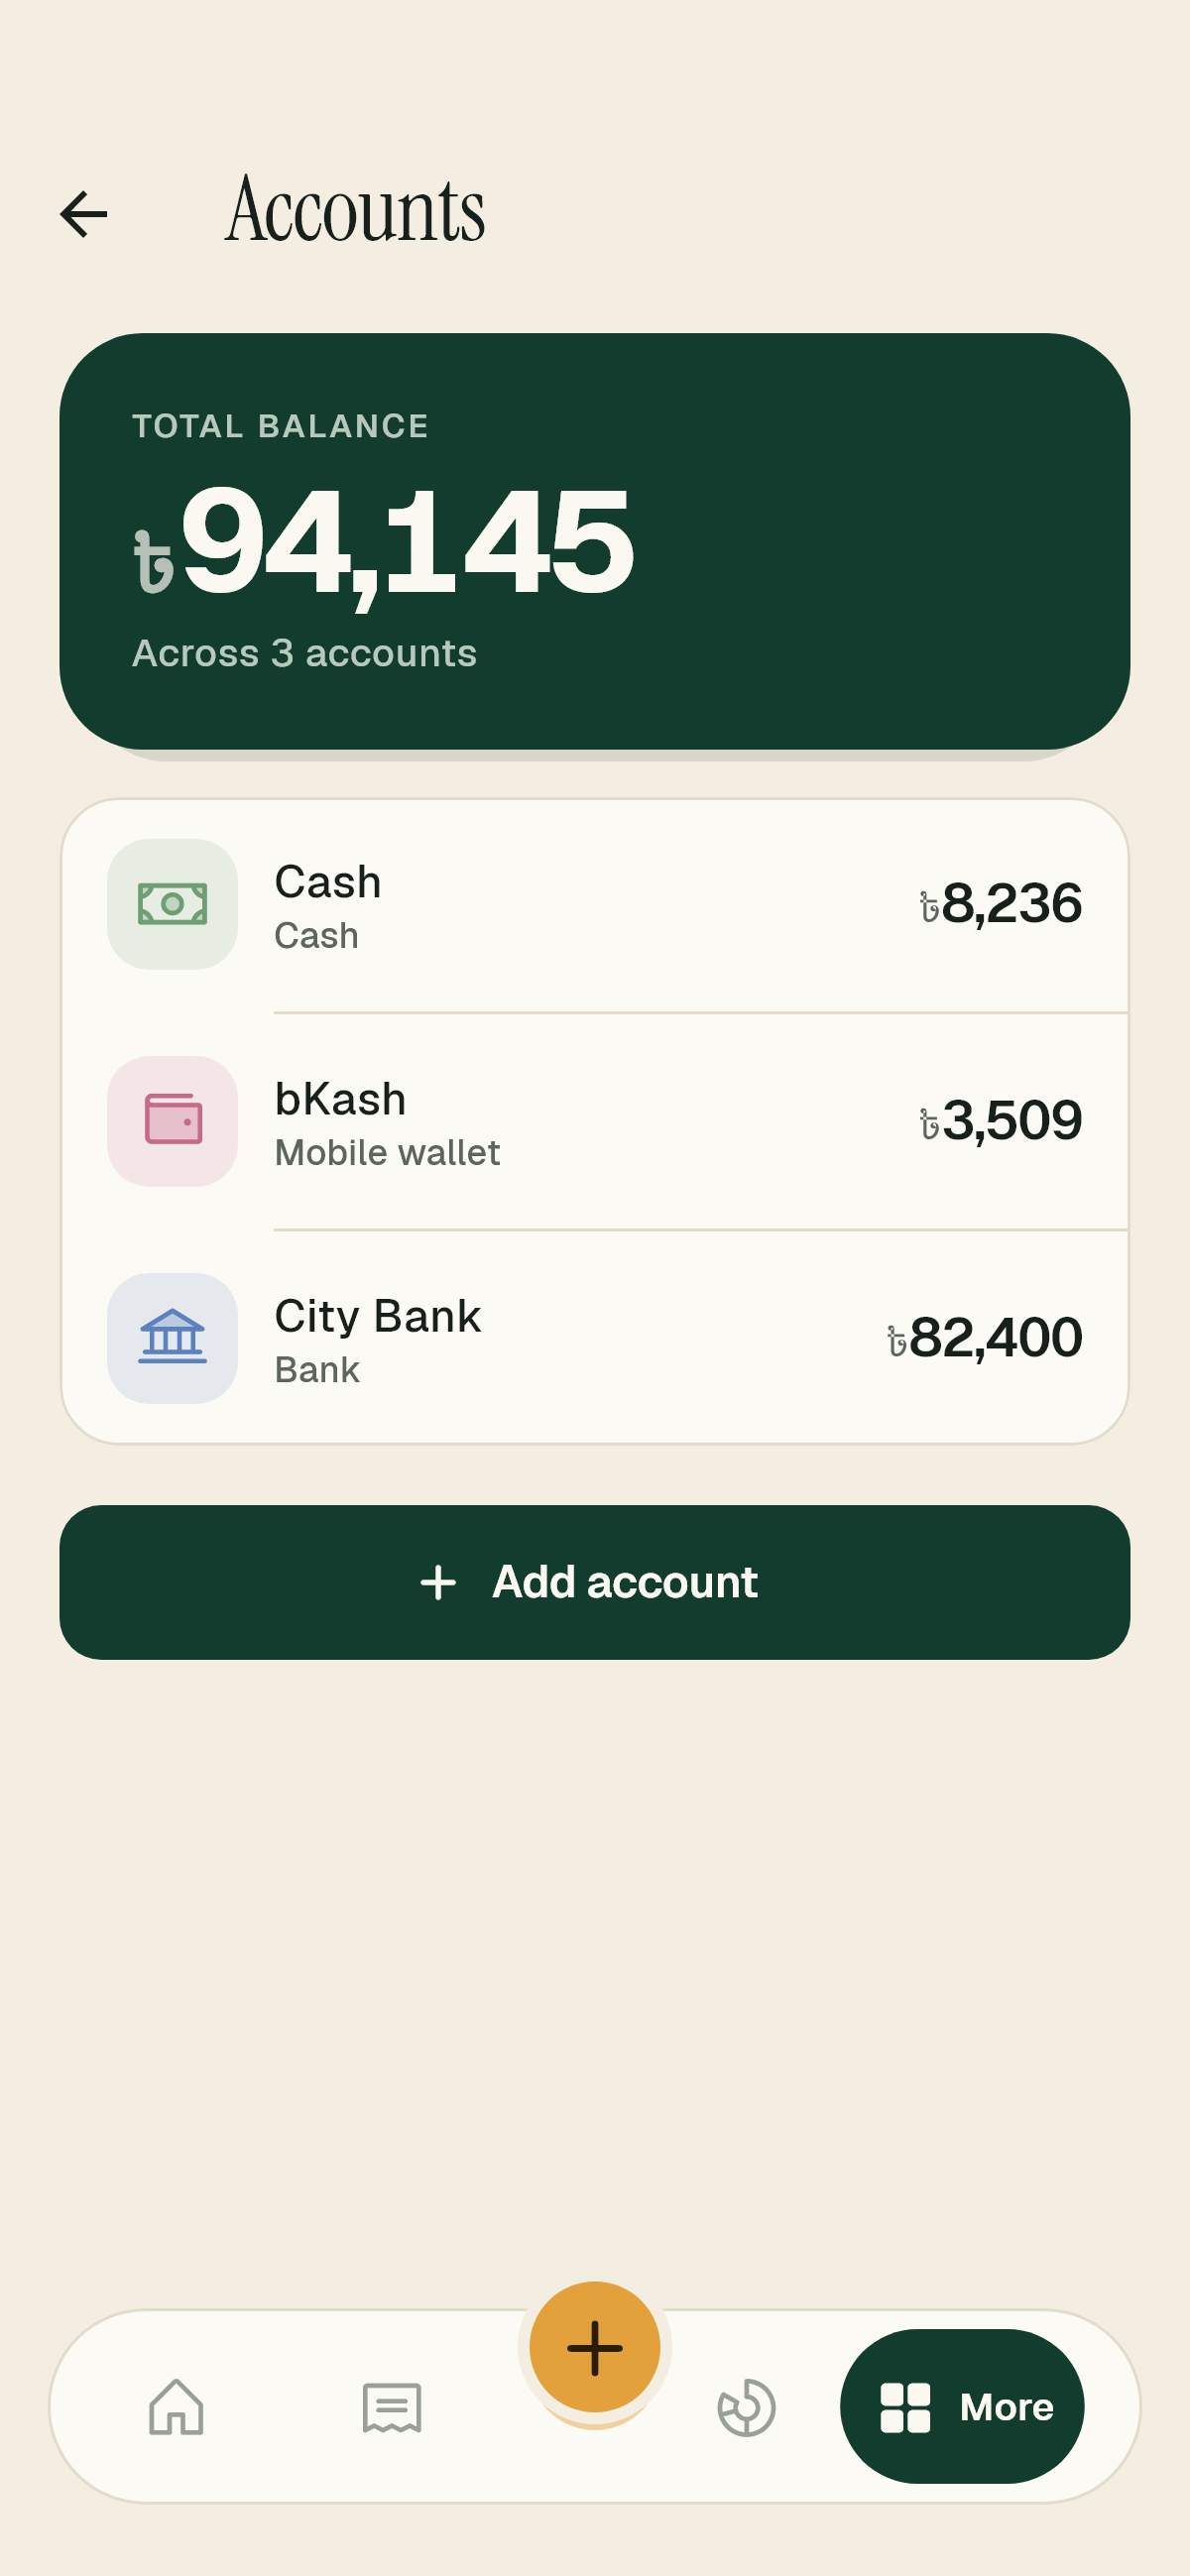 Accounts
TOTAL BALANCE
৳94,145
Across 3 accounts
Cash
Cash
৳8,236
bKash
Mobile wallet
৳3,509
City Bank
Bank
৳82,400
Add account
More